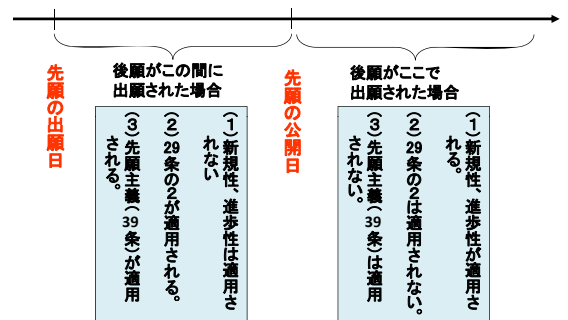 先願の出願日
後願がこの間に
出願された場合
(1)新規性、進歩性は適用さ
れない
(2)29条の2が適用される。
(3)先願主義(39条)が適用
される。
先願の公開日
後願がここで
出願された場合
(1)新規性、進歩性が適用さ
れる。
(2)29条の2は適用されない。
(3)先願主義(39条)は適用
されない。